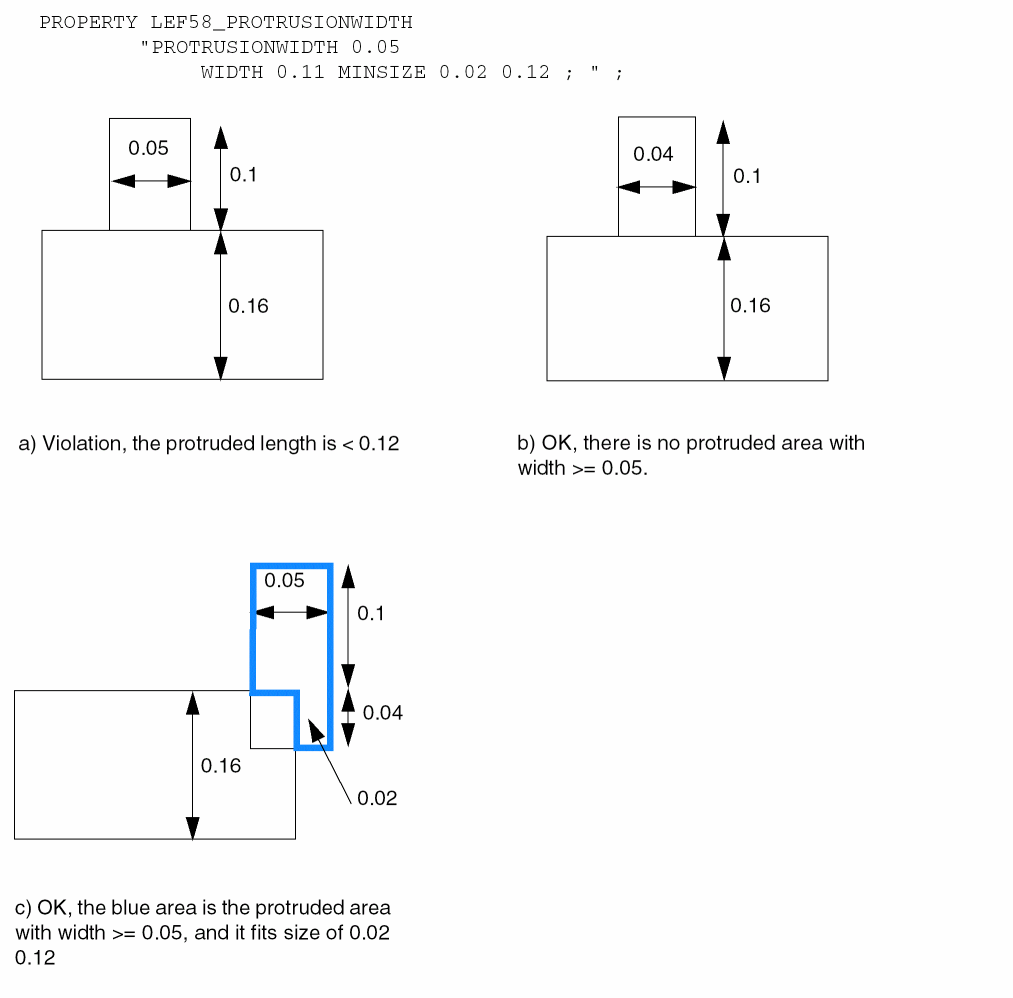 PROPERTY LEF58_PROTRUSIONWIDTH
"PROTRUSIONWIDTH 0.05
WIDTH 0.11 MINSIZE 0.02 0.12 ; " ;
0.05
0.1
0.16
0.04
0.1
0.16
a) Violation, the protruded length is < 0.12
b) OK, there is no protruded area with
width >= 0.05.
0.05
0.1
0.04
0.16
0.02
c) OK, the blue area is the protruded area
with width >= 0.05, and it fits size of 0.02
0.12